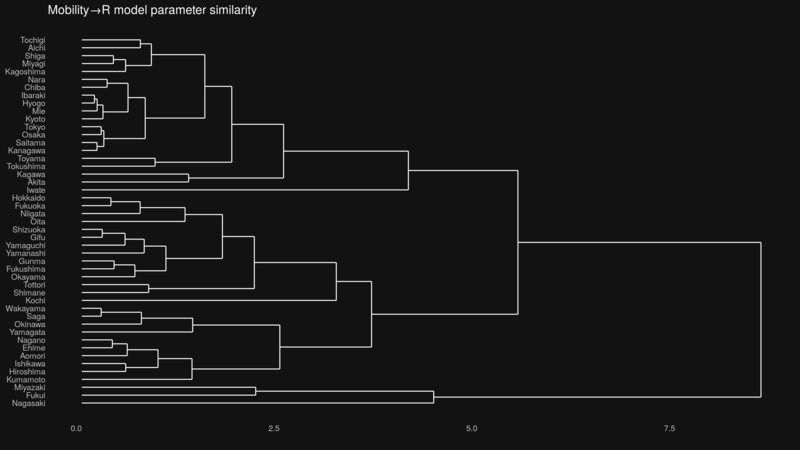 Mobility→R model parameter similarity
Tochigi
Aichi
Shiga
Miyagi
Kagoshima
Nara
Chiba
Ibaraki
Hyogo
Mie
Kyoto
Tokyo
Osaka
Saitama
Kanagawa
Toyama
Tokushima
Kagawa
Akita
Iwate
Hokkaido
Fukuoka
Niigata
Oita
Shizuoka
Gifu
Yamaguchi
Yamanashi
Gunma
Fukushima
Okayama
Tottori
Shimane
Kochi
Wakayama
Saga
Okinawa
Yamagata
Nagano
Ehime
Aomori
Ishikawa
Hiroshima
Kumamoto
Miyazaki
Fukui
Nagasaki
0.0 2.5 5.0 7.5